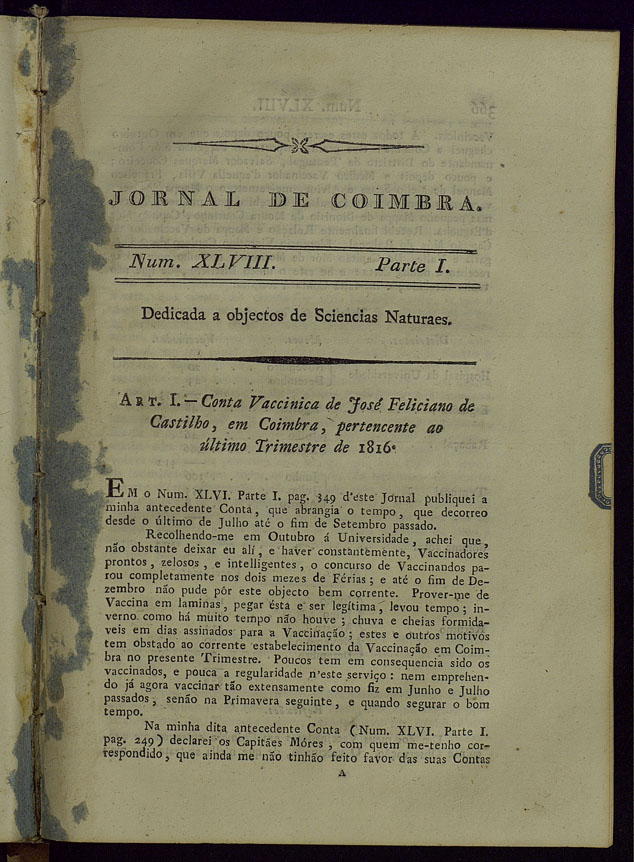 JORNAL DE COIMBRA.
Num. XLVIII. Parte I.
Dedicada a objectos de Sciencias Naturaes.
ART. I. — Conta Vaccinica de José Feliciano de
Castilho, em Coimbra, pertencente ao
último Trimestre de 1816.
EM o Num. XLVI. Parte I. pag. 349 d'este Jornal publiquei a
minha antecedente Conta, que abrangia o tempo, que decorreo
desde o último de Julho até o fim de Setembro passado.
Recolhendo-me em Outubro á Universidade, achei que,
não obstante deixar eu alí, e haver constantemente, Vaccinadores
prontos, zelosos, e intelligentes, o concurso de Vaccinandos pa-
rou completamente nos dois mezes de Férias; e até o fim de De-
zembro não pude pôr este objecto bem corrente. Prover-me de
Vaccina em laminas, pegar ésta e ser legítima, levou tempo; in-
verno como há muito tempo não houve; chuva e cheias formida-
veis em dias assinados para a Vaccinação; estes e outros motivos
tem obstado ao corrente estabelecimento da Vaccinação em Coim-
bra no presente Trimestre. Poucos tem em consequencia sido os
vaccinados, e pouca a regularidade n'este serviço: nem emprehen-
do já agora vaccinar tão extensamente como fiz em Junho e Julho
passados, senão na Primavera seguinte, e quando segurar o bom
tempo.
Na minha dita antecedente Conta (Num. XLVI. Parte I.
pag. 249) declarei os Capitães Móres, com quem me-tenho cor-
respondido, que ainda me não tinhão feito favor das suas Contas
A